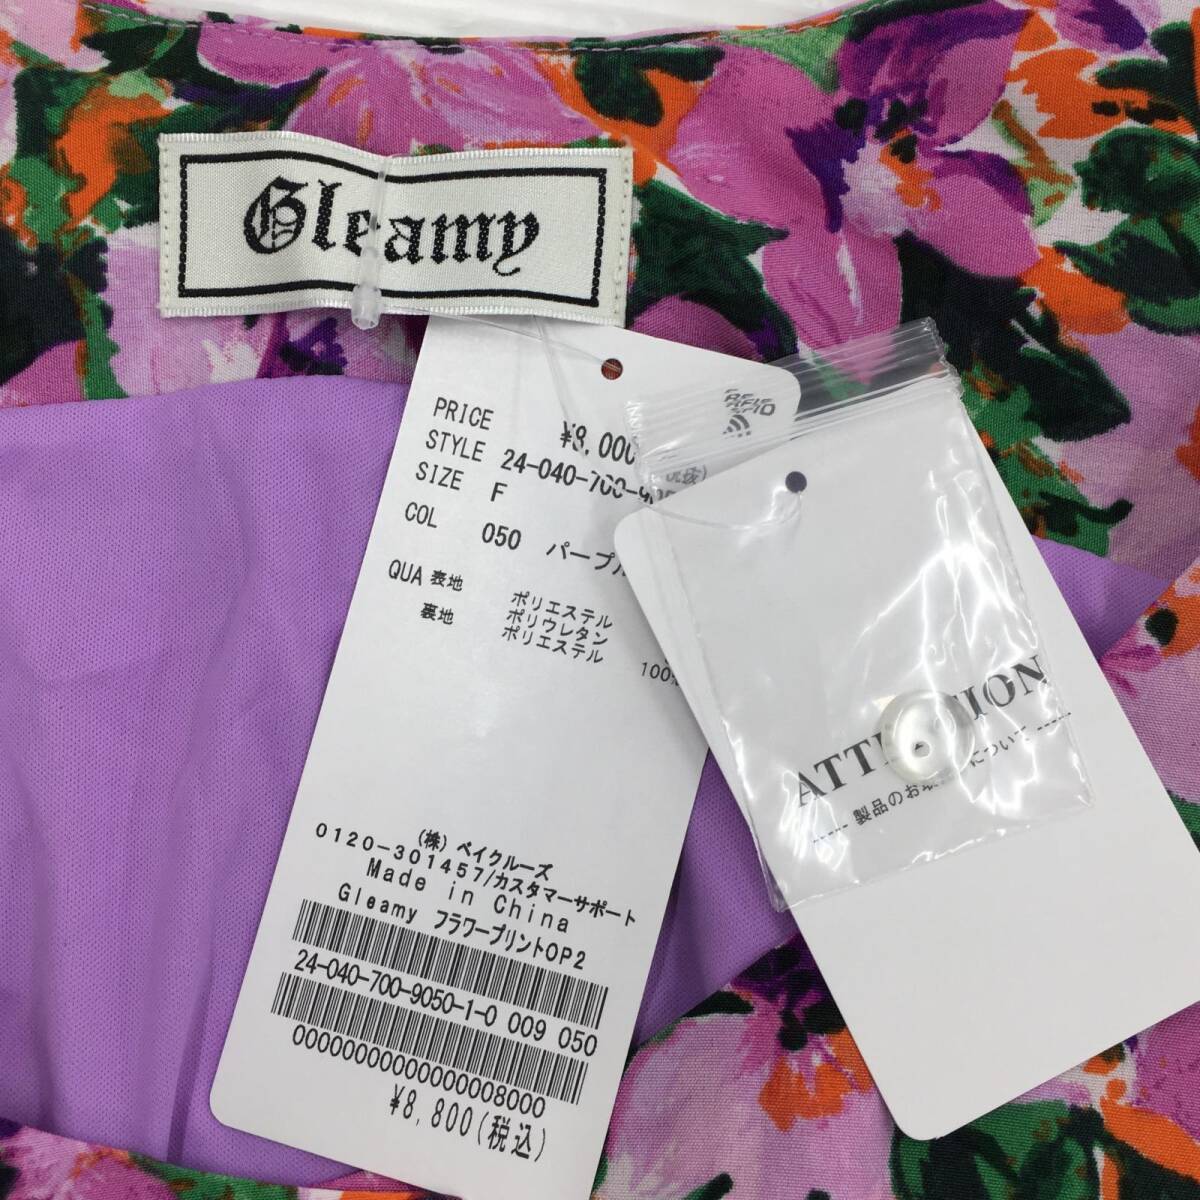 Gleamy
PRICE ¥8,000
STYLE 24-040-700-9
SIZE F
COL 050 パープル
QUA 表地 ポリエステル
ポリウレタン
裏地 ポリエステル 100%
(株) ベイクルーズ
0120-301457/カスタマーサポート
Made in China
Gleamy フラワープリントOP2
24-040-700-9050-1-0 009 050
00000000000000008000
¥8,800(税込)
ATTENTION
----- 製品のお取扱いについて -----